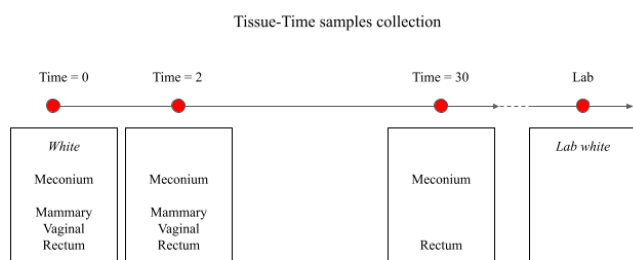 Tissue-Time samples collection
Time = 0
Time = 2
Time = 30
Lab
White
Meconium
Mammary
Vaginal
Rectum
Meconium
Mammary
Vaginal
Rectum
Meconium
Rectum
Lab white